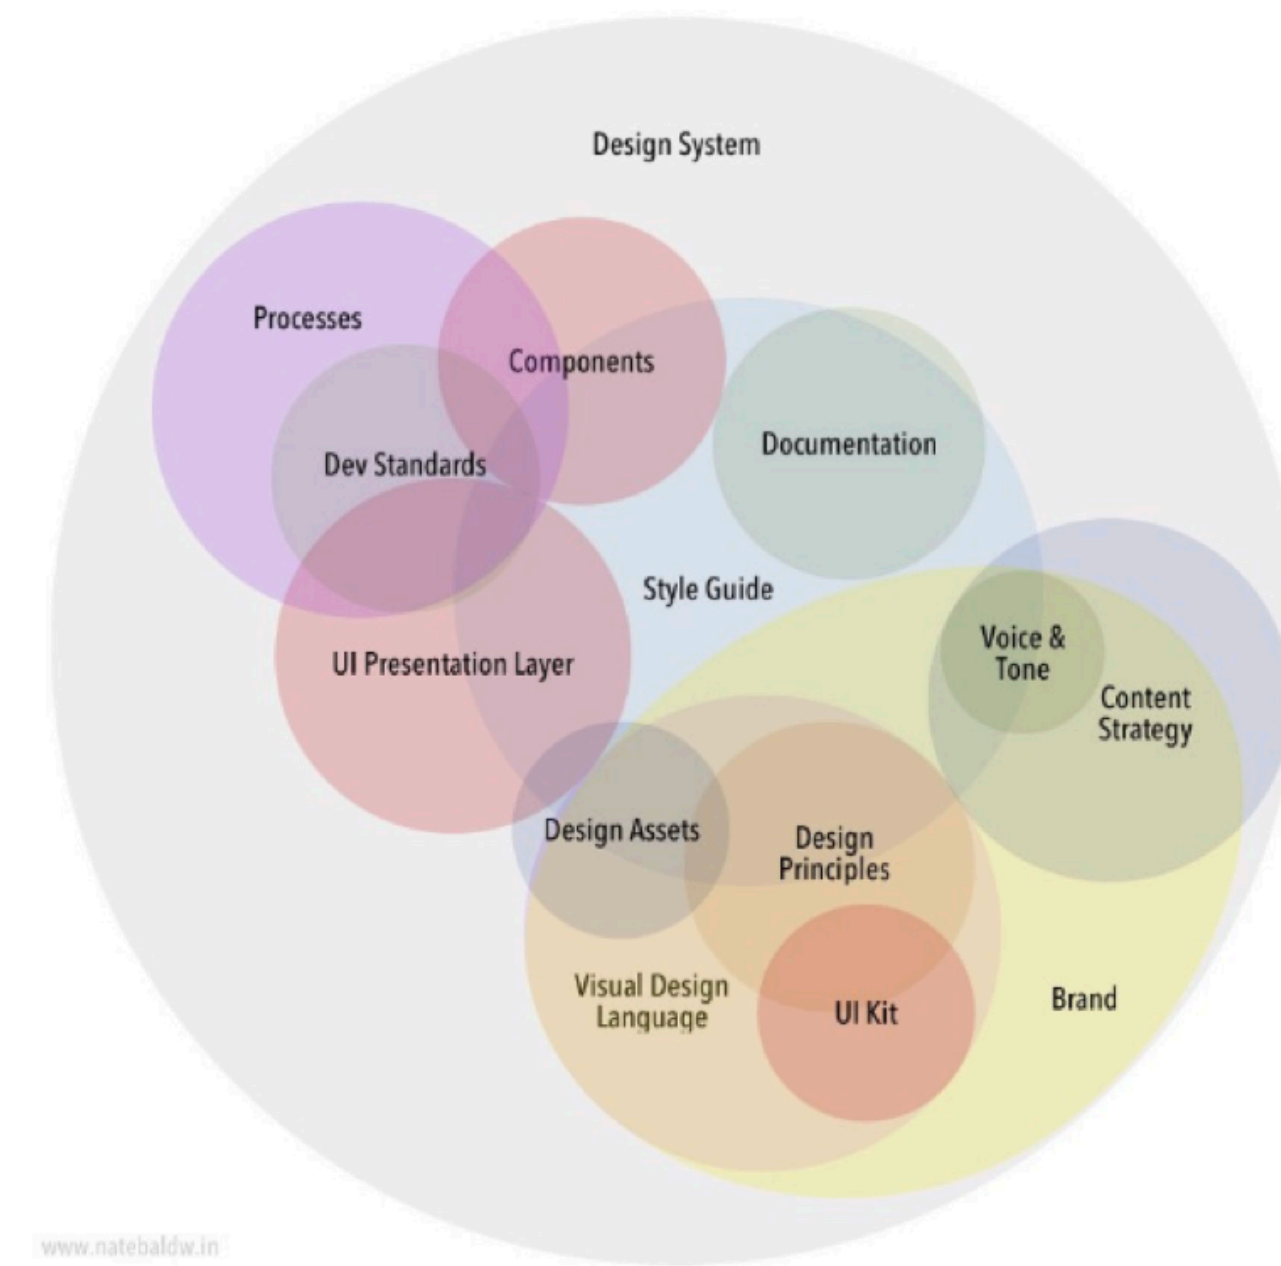 Design System
Processes
Components
Documentation
Dev Standards
Style Guide
UI Presentation Layer
Voice &
Tone
Content
Strategy
Design Assets
Design
Principles
Visual Design
Language
UI Kit
Brand
www.natebaldw.in